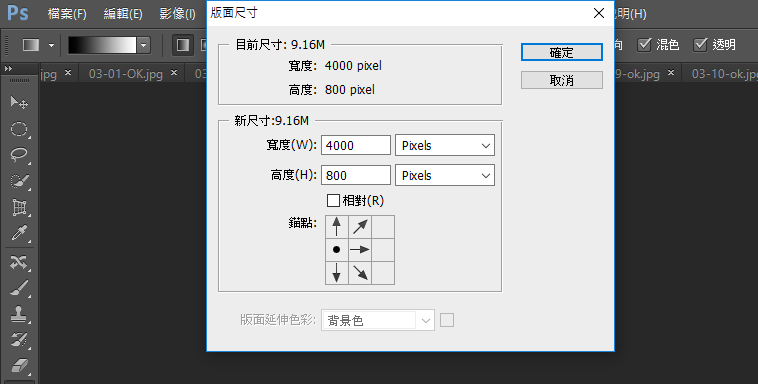 Ps 檔案(F) 編輯(E) 影像(I) 明(H)
混色 透明
jpg × 03-01-OK.jpg × 03 9-ok.jpg × 03-10-ok.jpg
版面尺寸
目前尺寸: 9.16M
寬度: 4000 pixel
高度: 800 pixel
確定
取消
新尺寸:9.16M
寬度(W): 4000 Pixels
高度(H): 800 Pixels
相對(R)
錨點:
版面延伸色彩: 背景色